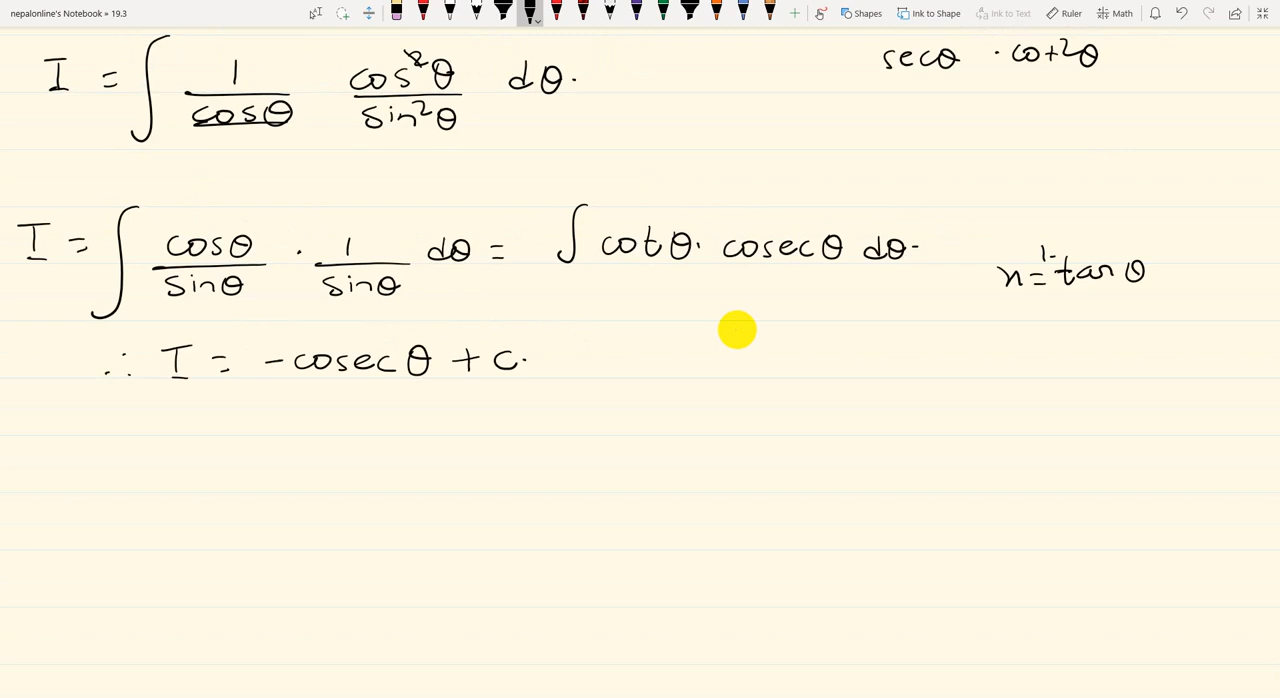 nepalonline's Notebook » 19.3
Shapes Ink to Shape Ink to Text Ruler Math
I = ∫ 1/cosθ cos²θ/sin²θ dθ.
secθ · cot²θ
I = ∫ cosθ/sinθ · 1/sinθ dθ = ∫ cotθ. cosecθ dθ.
x = 1·tanθ
∴ I = -cosecθ + c.